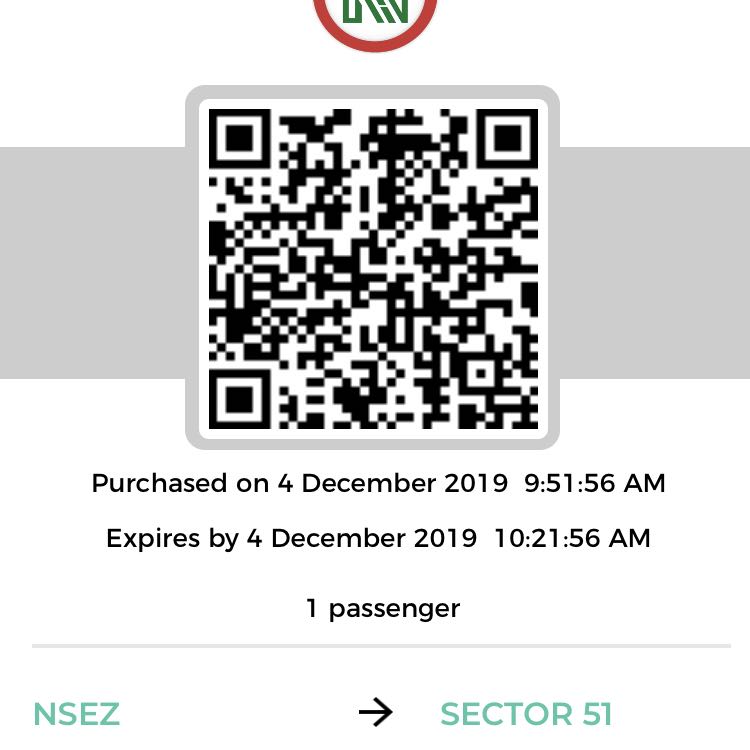 Purchased on 4 December 2019 9:51:56 AM
Expires by 4 December 2019 10:21:56 AM
1 passenger
NSEZ → SECTOR 51